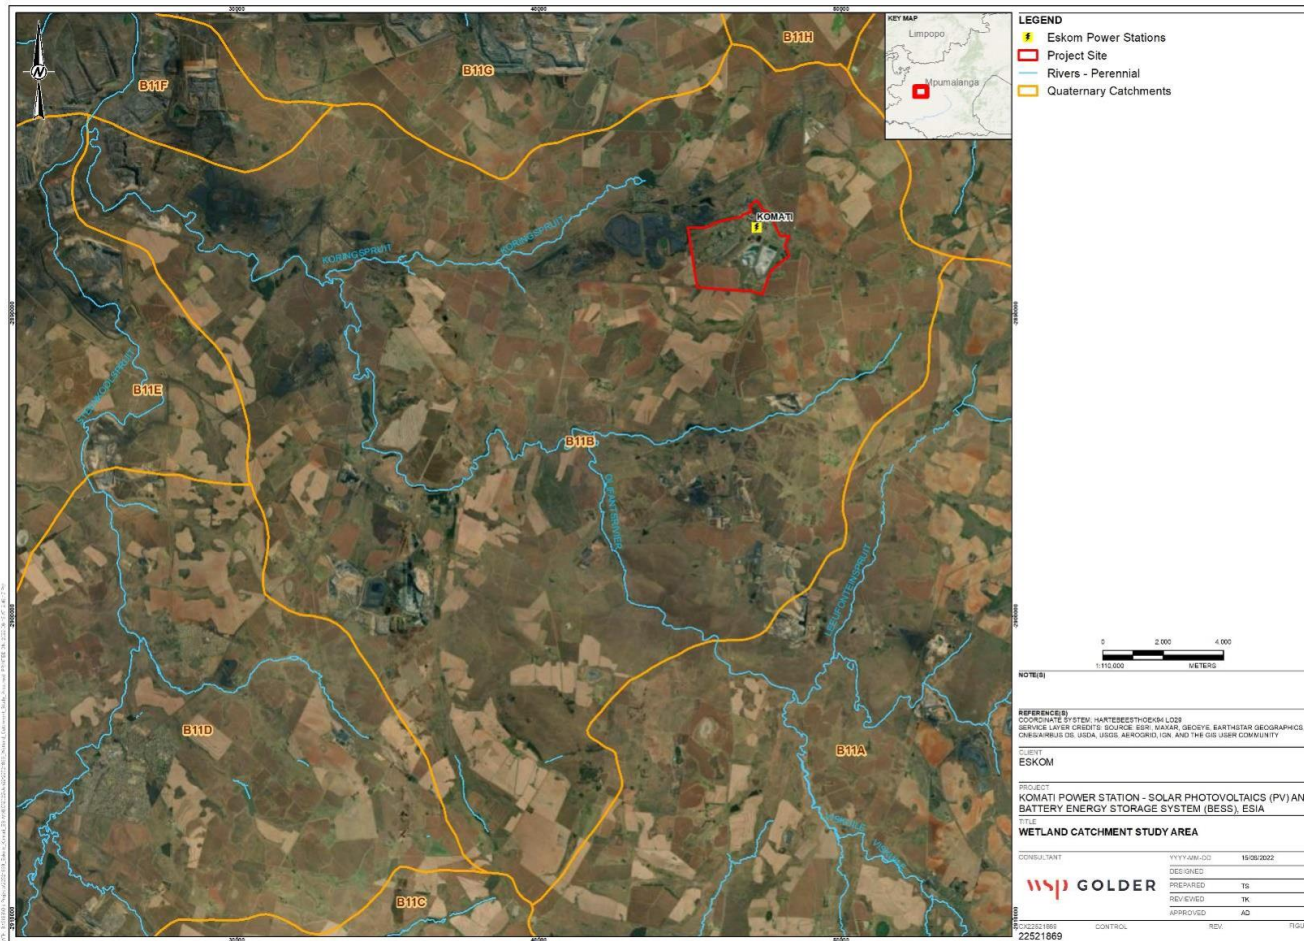 KEY MAP
Limpopo
Mpumalanga
N
B11F
B11G
B11H
KOMATI
KORINGSPRUIT
KORINGSPRUIT
B11E
B11B
OLIFANTSRIVIER
B11D
B11A
B11C
30000
40000
50000
30000
40000
50000
LEGEND
Eskom Power Stations
Project Site
Rivers - Perennial
Quaternary Catchments
0 2,000 4,000
1:110,000 METERS
NOTE(S)
REFERENCE(S)
COORDINATE SYSTEM: HARTEBEESTHOEK94 LO29
SERVICE LAYER CREDITS: SOURCE: ESRI, MAXAR, GEOEYE, EARTHSTAR GEOGRAPHICS,
CNES/AIRBUS DS, USDA, USGS, AEROGRID, IGN, AND THE GIS USER COMMUNITY
CLIENT
ESKOM
PROJECT
KOMATI POWER STATION - SOLAR PHOTOVOLTAICS (PV) AN
BATTERY ENERGY STORAGE SYSTEM (BESS), ESIA
TITLE
WETLAND CATCHMENT STUDY AREA
CONSULTANT
wsp GOLDER
YYYY-MM-DD
DESIGNED
PREPARED TS
REVIEWED TK
APPROVED AD
CONTROL
REV.
22521869